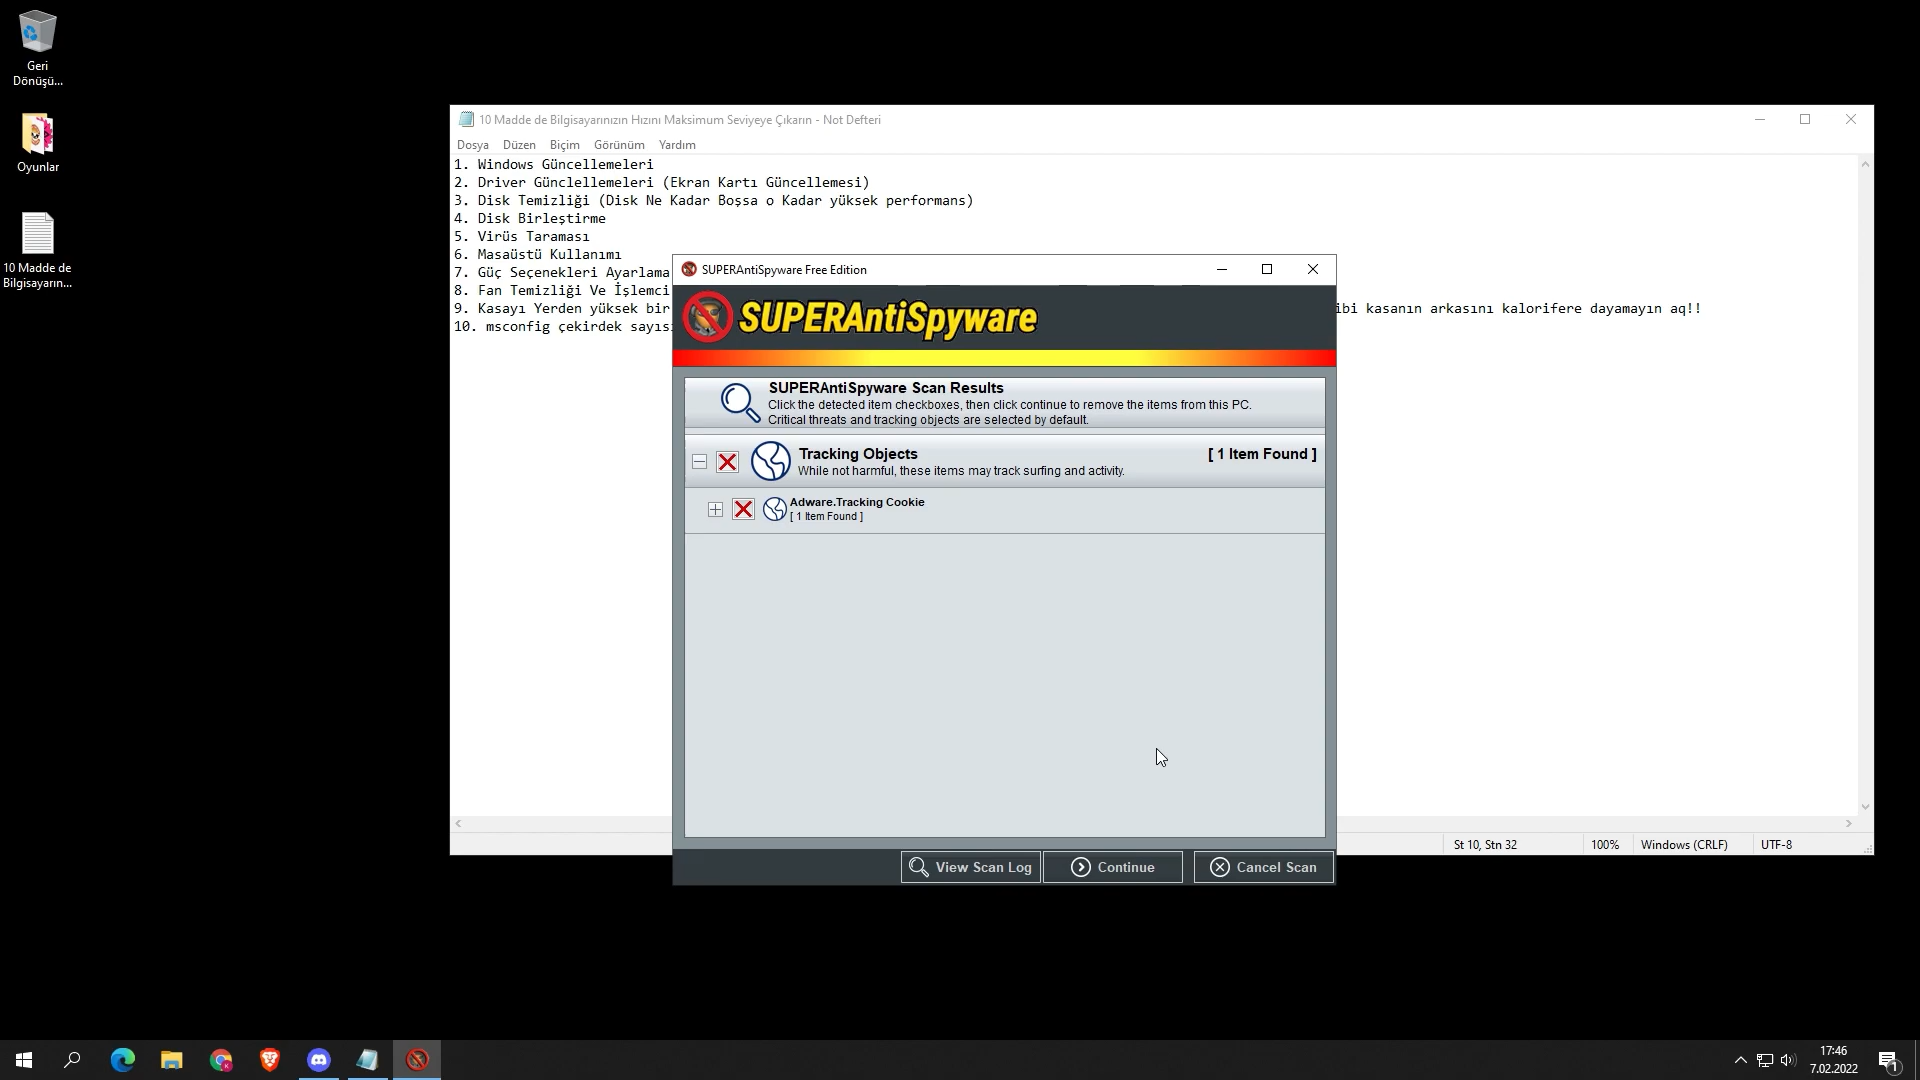 Geri
Dönüşü...
Oyunlar
10 Madde de
Bilgisayarın...
10 Madde de Bilgisayarınızın Hızını Maksimum Seviyeye Çıkarın - Not Defteri
Dosya Düzen Biçim Görünüm Yardım
1. Windows Güncellemeleri
2. Driver Günclellemeleri (Ekran Kartı Güncellemesi)
3. Disk Temizliği (Disk Ne Kadar Boşsa o Kadar yüksek performans)
4. Disk Birleştirme
5. Virüs Taraması
6. Masaüstü Kullanımı
7. Güç Seçenekleri Ayarlama
8. Fan Temizliği Ve İşlemci
9. Kasayı Yerden yüksek bir ibi kasanın arkasını kalorifere dayamayın aq!!
10. msconfig çekirdek sayıs
SUPERAntiSpyware Free Edition
SUPERAntiSpyware
SUPERAntiSpyware Scan Results
Click the detected item checkboxes, then click continue to remove the items from this PC.
Critical threats and tracking objects are selected by default.
Tracking Objects [ 1 Item Found ]
While not harmful, these items may track surfing and activity.
Adware.Tracking Cookie
[ 1 Item Found ]
View Scan Log Continue Cancel Scan
St 10, Stn 32 100% Windows (CRLF) UTF-8
17:46
7.02.2022
1